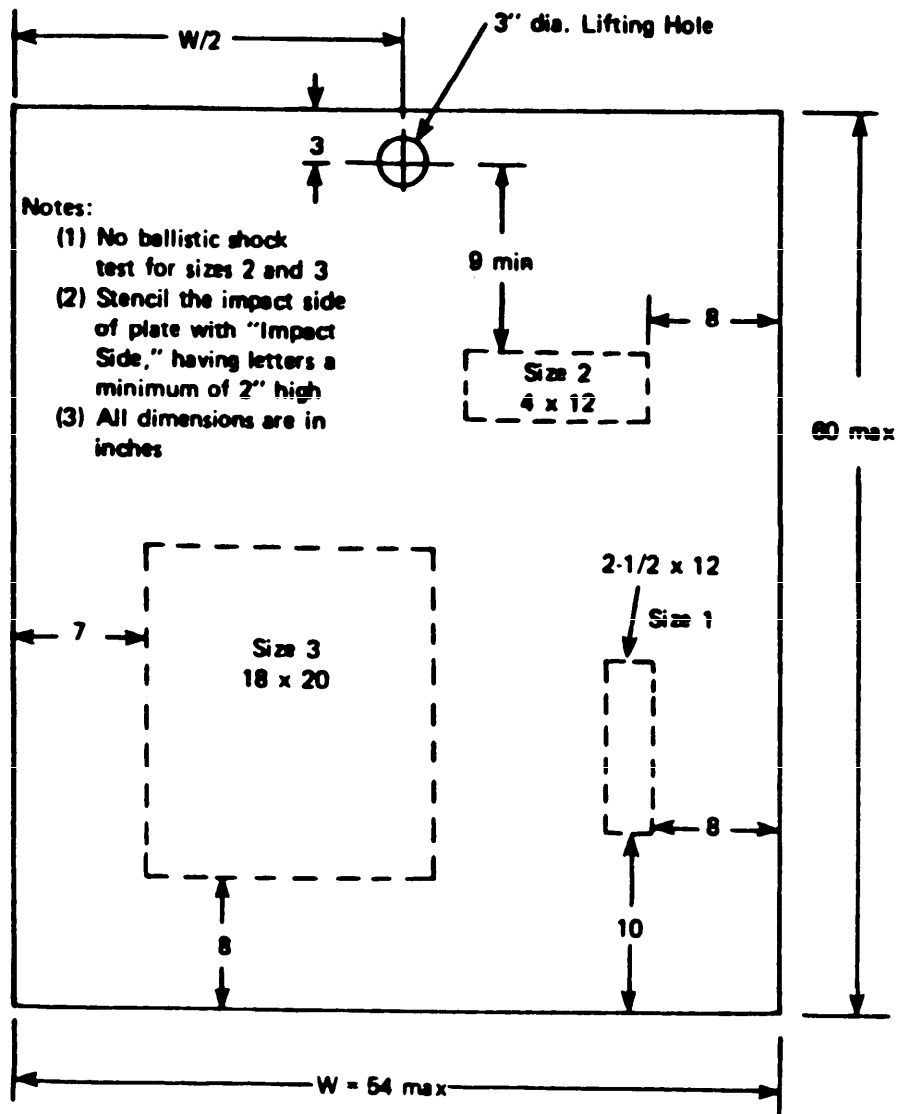 W/2
3" dia. Lifting Hole
3
Notes:
(1) No ballistic shock
test for sizes 2 and 3
(2) Stencil the impact side
of plate with "Impact
Side," having letters a
minimum of 2" high
(3) All dimensions are in
inches
9 min
8
Size 2
4 x 12
60 max
2-1/2 x 12
Size 1
7
Size 3
18 x 20
8
8
10
W = 54 max